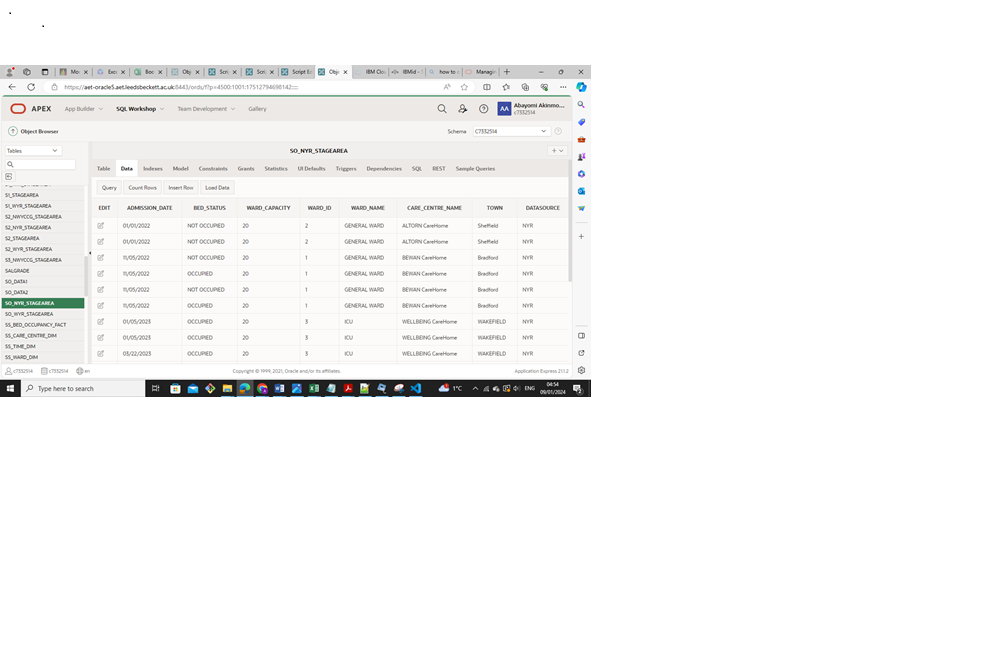 Mo
Exce
Boo
Obj
Scri
Scri
Script Ed
Obje
IBM Clo
IBMid - S
how to c
Managin
https://aet-oracle5.aet.leedsbeckett.ac.uk:8443/ords/f?p=4500:1001:17512794698142:::::
APEX
App Builder
SQL Workshop
Team Development
Gallery
AA
Abayomi Akinmo...
c7332514
Object Browser
Schema
C7332514
Tables
SO_NYR_STAGEAREA
Table Data Indexes Model Constraints Grants Statistics UI Defaults Triggers Dependencies SQL REST Sample Queries
Query Count Rows Insert Row Load Data
S1_STAGEAREA
S1_WYR_STAGEAREA
S2_NWYCCG_STAGEAREA
S2_NYR_STAGEAREA
S2_STAGEAREA
S2_WYR_STAGEAREA
S3_NWYCCG_STAGEAREA
SALGRADE
SO_DATA1
SO_DATA2
SO_NYR_STAGEAREA
SO_WYR_STAGEAREA
SS_BED_OCCUPANCY_FACT
SS_CARE_CENTRE_DIM
SS_TIME_DIM
SS_WARD_DIM
EDIT ADMISSION_DATE BED_STATUS WARD_CAPACITY WARD_ID WARD_NAME CARE_CENTRE_NAME TOWN DATASOURCE
01/01/2022 NOT OCCUPIED 20 2 GENERAL WARD ALTORN CareHome Sheffield NYR
01/01/2022 NOT OCCUPIED 20 2 GENERAL WARD ALTORN CareHome Sheffield NYR
11/05/2022 NOT OCCUPIED 20 1 GENERAL WARD BEWAN CareHome Bradford NYR
11/05/2022 OCCUPIED 20 1 GENERAL WARD BEWAN CareHome Bradford NYR
11/05/2022 NOT OCCUPIED 20 1 GENERAL WARD BEWAN CareHome Bradford NYR
11/05/2022 OCCUPIED 20 1 GENERAL WARD BEWAN CareHome Bradford NYR
01/05/2023 OCCUPIED 20 3 ICU WELLBEING CareHome WAKEFIELD NYR
01/05/2023 OCCUPIED 20 3 ICU WELLBEING CareHome WAKEFIELD NYR
03/22/2023 OCCUPIED 20 3 ICU WELLBEING CareHome WAKEFIELD NYR
c7332514 c7332514 en
Copyright © 1999, 2021, Oracle and/or its affiliates.
Application Express 21.1.2
Type here to search
1°C
ENG
04:54
09/01/2024